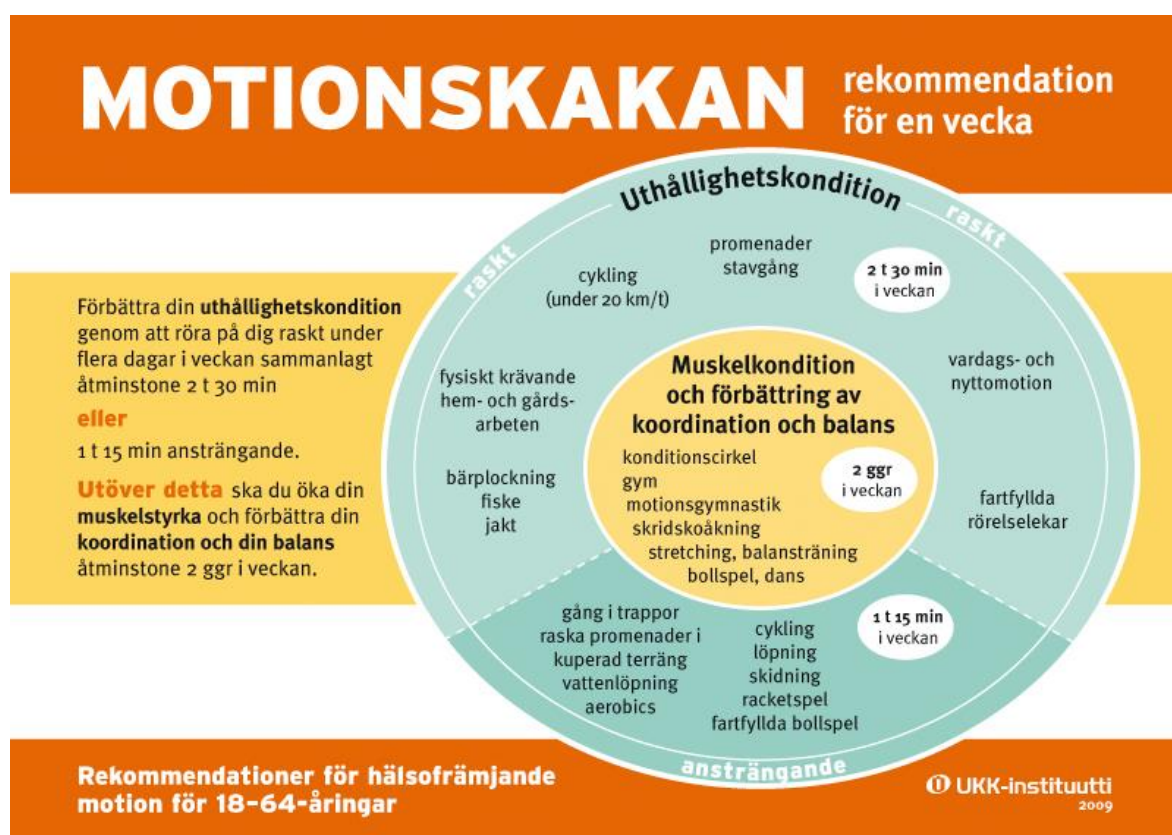 MOTIONSKAKAN
rekommendation
för en vecka
Förbättra din uthållighetskondition
genom att röra på dig raskt under
flera dagar i veckan sammanlagt
åtminstone 2 t 30 min
eller
1 t 15 min ansträngande.
Utöver detta ska du öka din
muskelstyrka och förbättra din
koordination och din balans
åtminstone 2 ggr i veckan.
Uthållighetskondition
raskt
raskt
promenader
stavgång
2 t 30 min
i veckan
cykling
(under 20 km/t)
fysiskt krävande
hem- och gårds-
arbeten
bärplockning
fiske
jakt
vardags- och
nyttomotion
fartfyllda
rörelselekar
Muskelkondition
och förbättring av
koordination och balans
konditionscirkel
gym
motionsgymnastik
skridskoåkning
stretching, balansträning
bollspel, dans
2 ggr
i veckan
gång i trappor
raska promenader i
kuperad terräng
vattenlöpning
aerobics
cykling
löpning
skidning
racketspel
fartfyllda bollspel
1 t 15 min
i veckan
ansträngande
Rekommendationer för hälsofrämjande
motion för 18–64-åringar
UKK-instituutti
2009